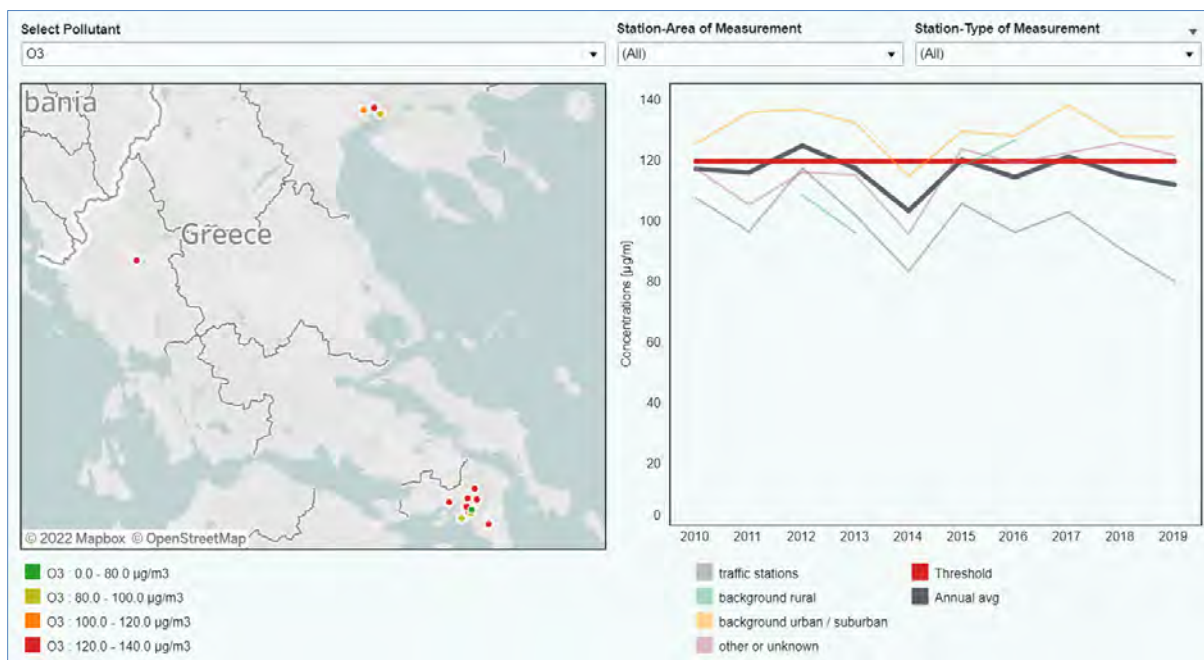 Select Pollutant
O3
Station-Area of Measurement
(All)
Station-Type of Measurement
(All)
bania
Greece
© 2022 Mapbox © OpenStreetMap
O3 : 0.0 - 80.0 µg/m3
O3 : 80.0 - 100.0 µg/m3
O3 : 100.0 - 120.0 µg/m3
O3 : 120.0 - 140.0 µg/m3
Concentrations [µg/m]
140
120
100
80
60
40
20
0
2010 2011 2012 2013 2014 2015 2016 2017 2018 2019
traffic stations
background rural
background urban / suburban
other or unknown
Threshold
Annual avg